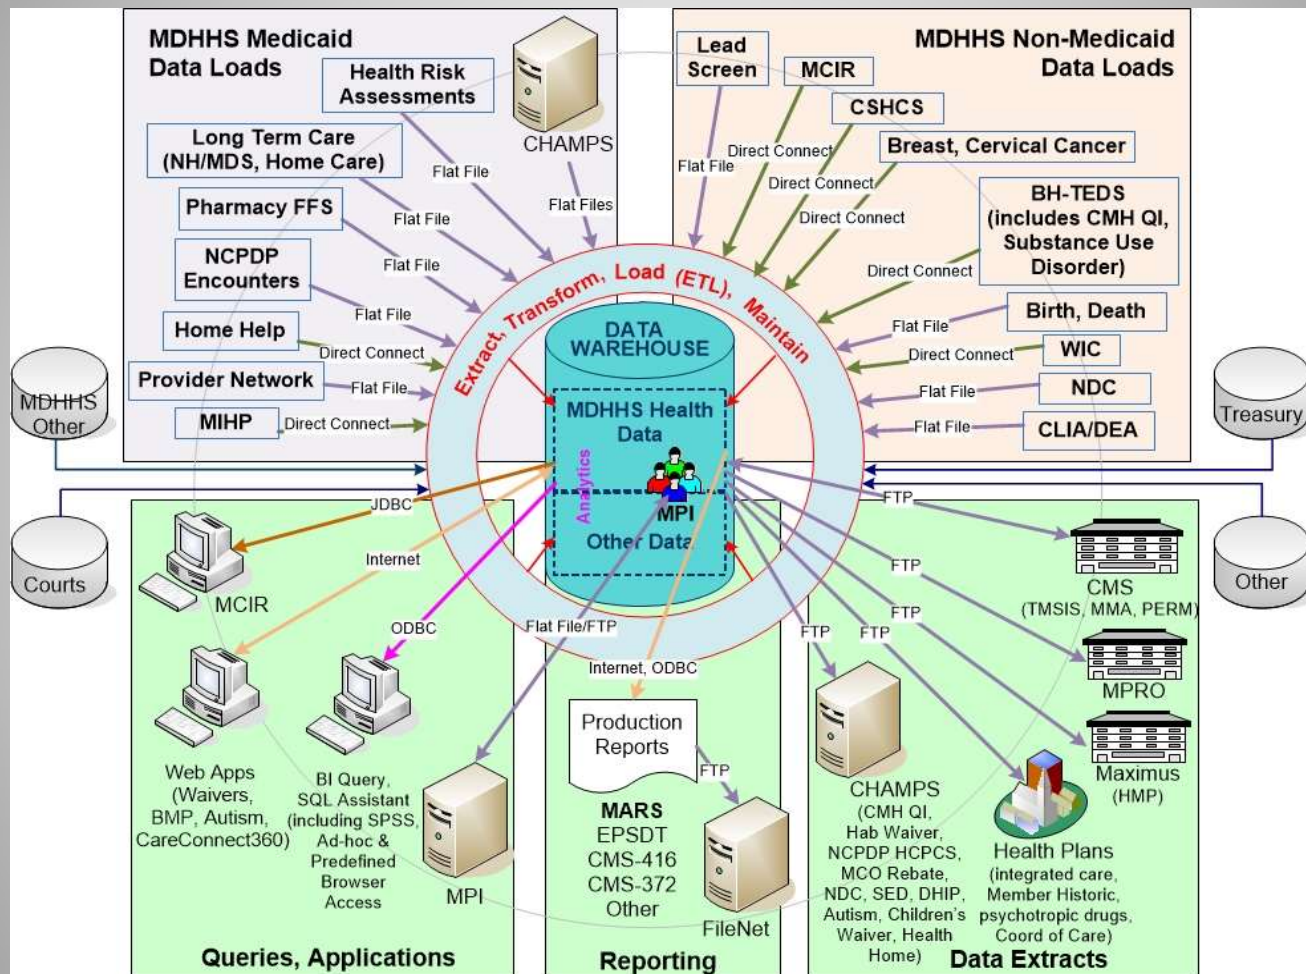 MDHHS Medicaid
Data Loads
Health Risk
Assessments
CHAMPS
Long Term Care
(NH/MDS, Home Care)
Pharmacy FFS
NCPDP
Encounters
Home Help
Provider Network
MIHP
Flat File
Flat Files
Flat File
Flat File
Flat File
Direct Connect
Flat File
Direct Connect
MDHHS Non-Medicaid
Data Loads
Lead
Screen
MCIR
CSHCS
Breast, Cervical Cancer
BH-TEDS
(includes CMH QI,
Substance Use
Disorder)
Birth, Death
WIC
NDC
CLIA/DEA
Flat File
Direct Connect
Direct Connect
Direct Connect
Direct Connect
Flat File
Direct Connect
Flat File
Flat File
Extract, Transform, Load (ETL), Maintain
DATA
WAREHOUSE
MDHHS Health
Data
Analytics
MPI
Other Data
MDHHS
Other
Courts
Treasury
Other
JDBC
Internet
ODBC
Flat File/FTP
Internet, ODBC
MCIR
Web Apps
(Waivers,
BMP, Autism,
CareConnect360)
BI Query,
SQL Assistant
(including SPSS,
Ad-hoc &
Predefined
Browser
Access
MPI
Queries, Applications
Production
Reports
FTP
MARS
EPSDT
CMS-416
CMS-372
Other
FileNet
Reporting
FTP
FTP
FTP
FTP
FTP
CMS
(TMSIS, MMA, PERM)
MPRO
Maximus
(HMP)
CHAMPS
(CMH QI,
Hab Waiver,
NCPDP HCPCS,
MCO Rebate,
NDC, SED, DHIP,
Autism, Children's
Waiver, Health
Home)
Health Plans
(integrated care,
Member Historic,
psychotropic drugs,
Coord of Care)
Data Extracts